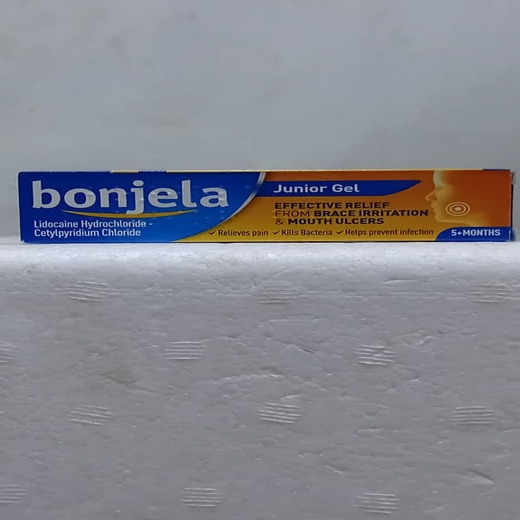 bonjela
Lidocaine Hydrochloride -
Cetylpyridium Chloride
Junior Gel
EFFECTIVE RELIEF
FROM BRACE IRRITATION
& MOUTH ULCERS
✓ Relieves pain ✓ Kills Bacteria ✓ Helps prevent infection
5+MONTHS